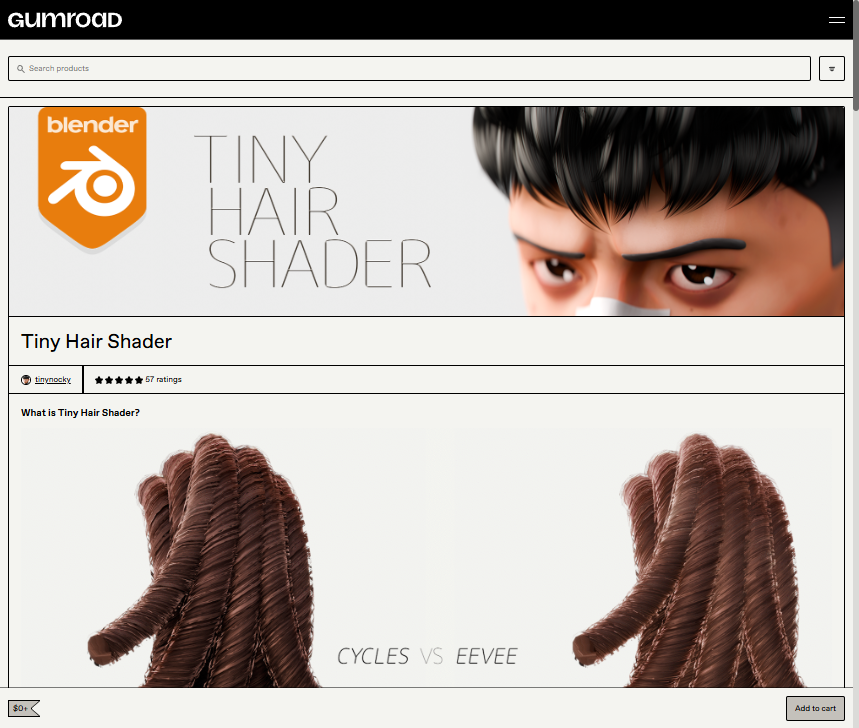 GUMROAD
Search products
blender
TINY
HAIR
SHADER
Tiny Hair Shader
tinynocky
57 ratings
What is Tiny Hair Shader?
CYCLES VS EEVEE
$0+
Add to cart